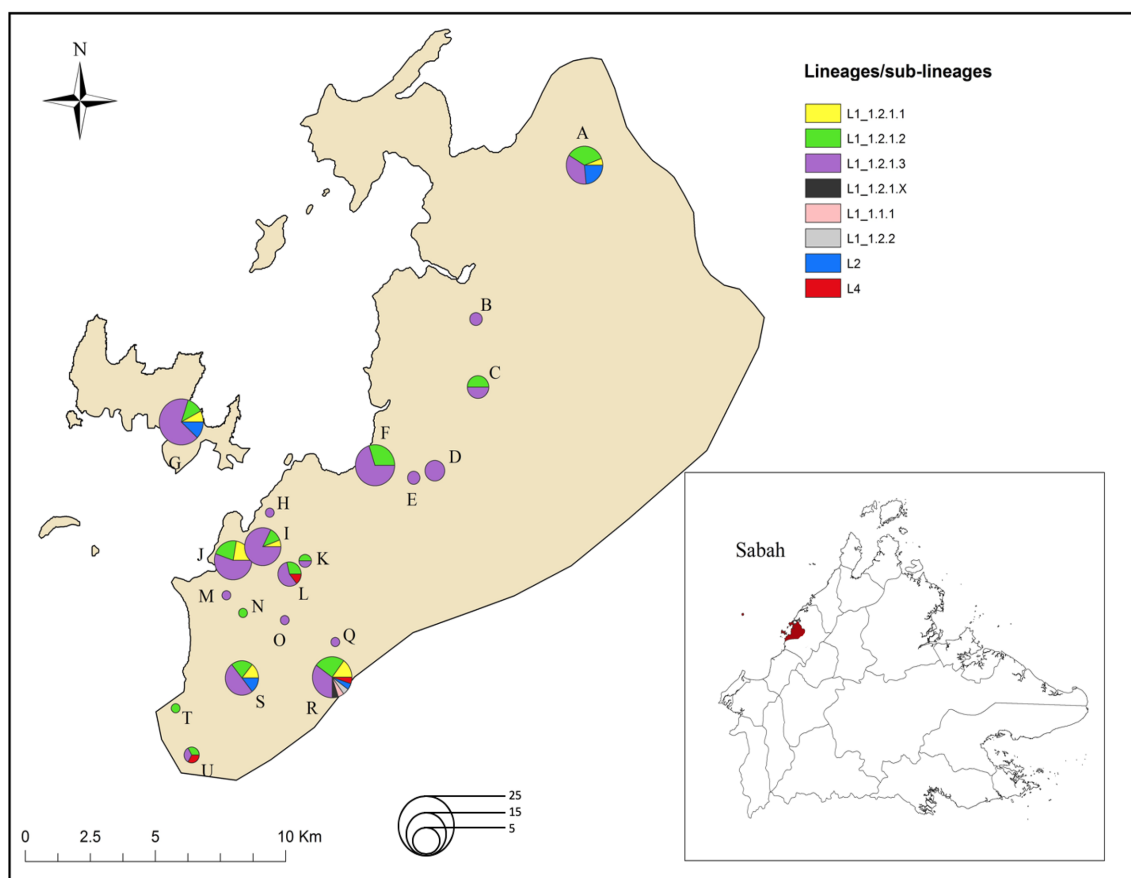 N
Lineages/sub-lineages
L1_1.2.1.1
L1_1.2.1.2
L1_1.2.1.3
L1_1.2.1.X
L1_1.1.1
L1_1.2.2
L2
L4
A
B
C
F
D
E
G
H
I
J
K
L
M
N
O
Q
R
S
T
U
Sabah
25
15
5
0 2.5 5 10 Km